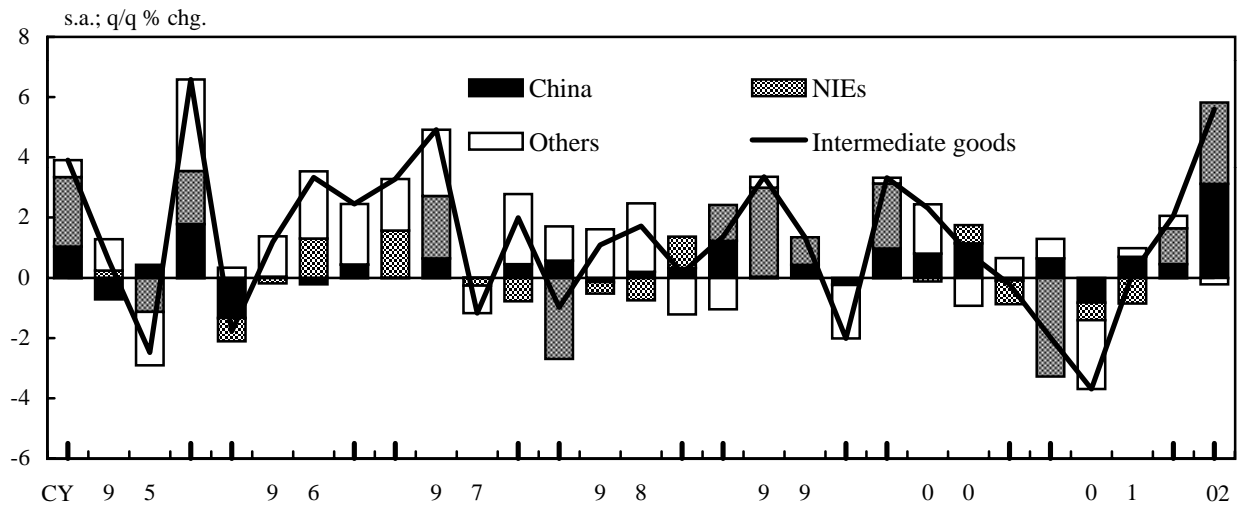 s.a.; q/q % chg.
8
6
4
2
0
-2
-4
-6
China
NIEs
Others
Intermediate goods
CY 9 5 9 6 9 7 9 8 9 9 0 0 0 1 02